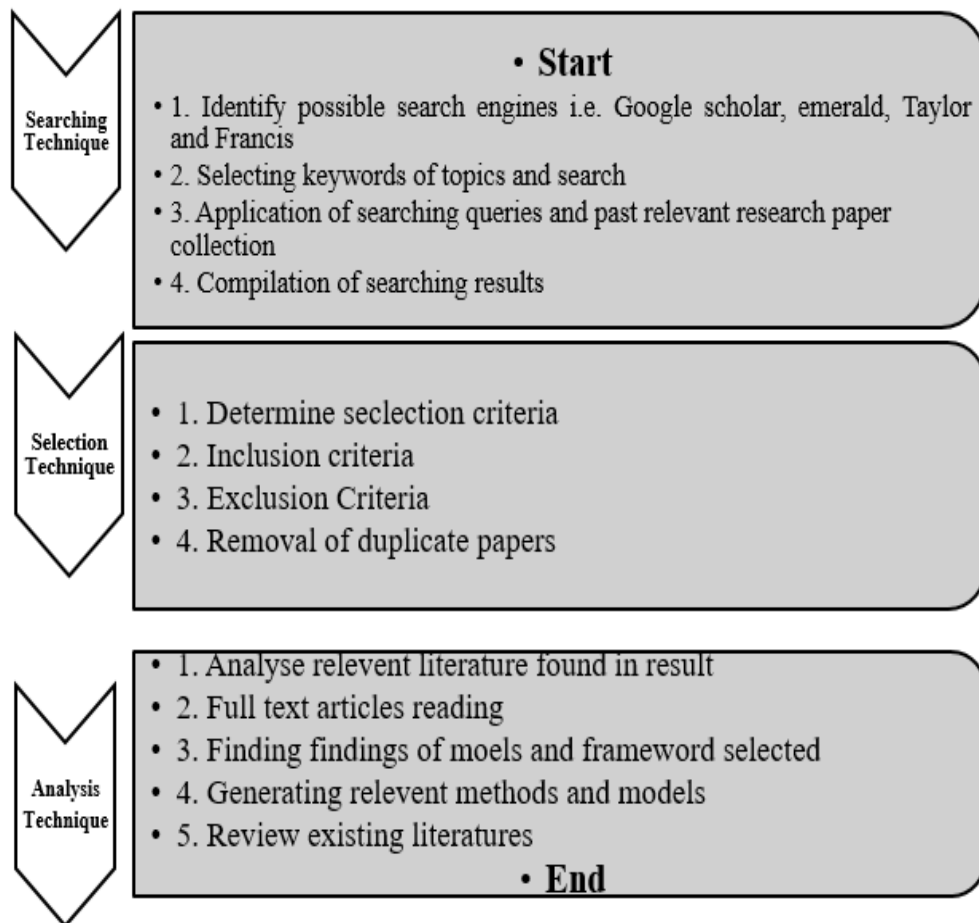 Searching
Technique
• Start
• 1. Identify possible search engines i.e. Google scholar, emerald, Taylor
and Francis
• 2. Selecting keywords of topics and search
• 3. Application of searching queries and past relevant research paper
collection
• 4. Compilation of searching results
Selection
Technique
• 1. Determine seclection criteria
• 2. Inclusion criteria
• 3. Exclusion Criteria
• 4. Removal of duplicate papers
Analysis
Technique
• 1. Analyse relevent literature found in result
• 2. Full text articles reading
• 3. Finding findings of moels and frameword selected
• 4. Generating relevent methods and models
• 5. Review existing literatures
• End